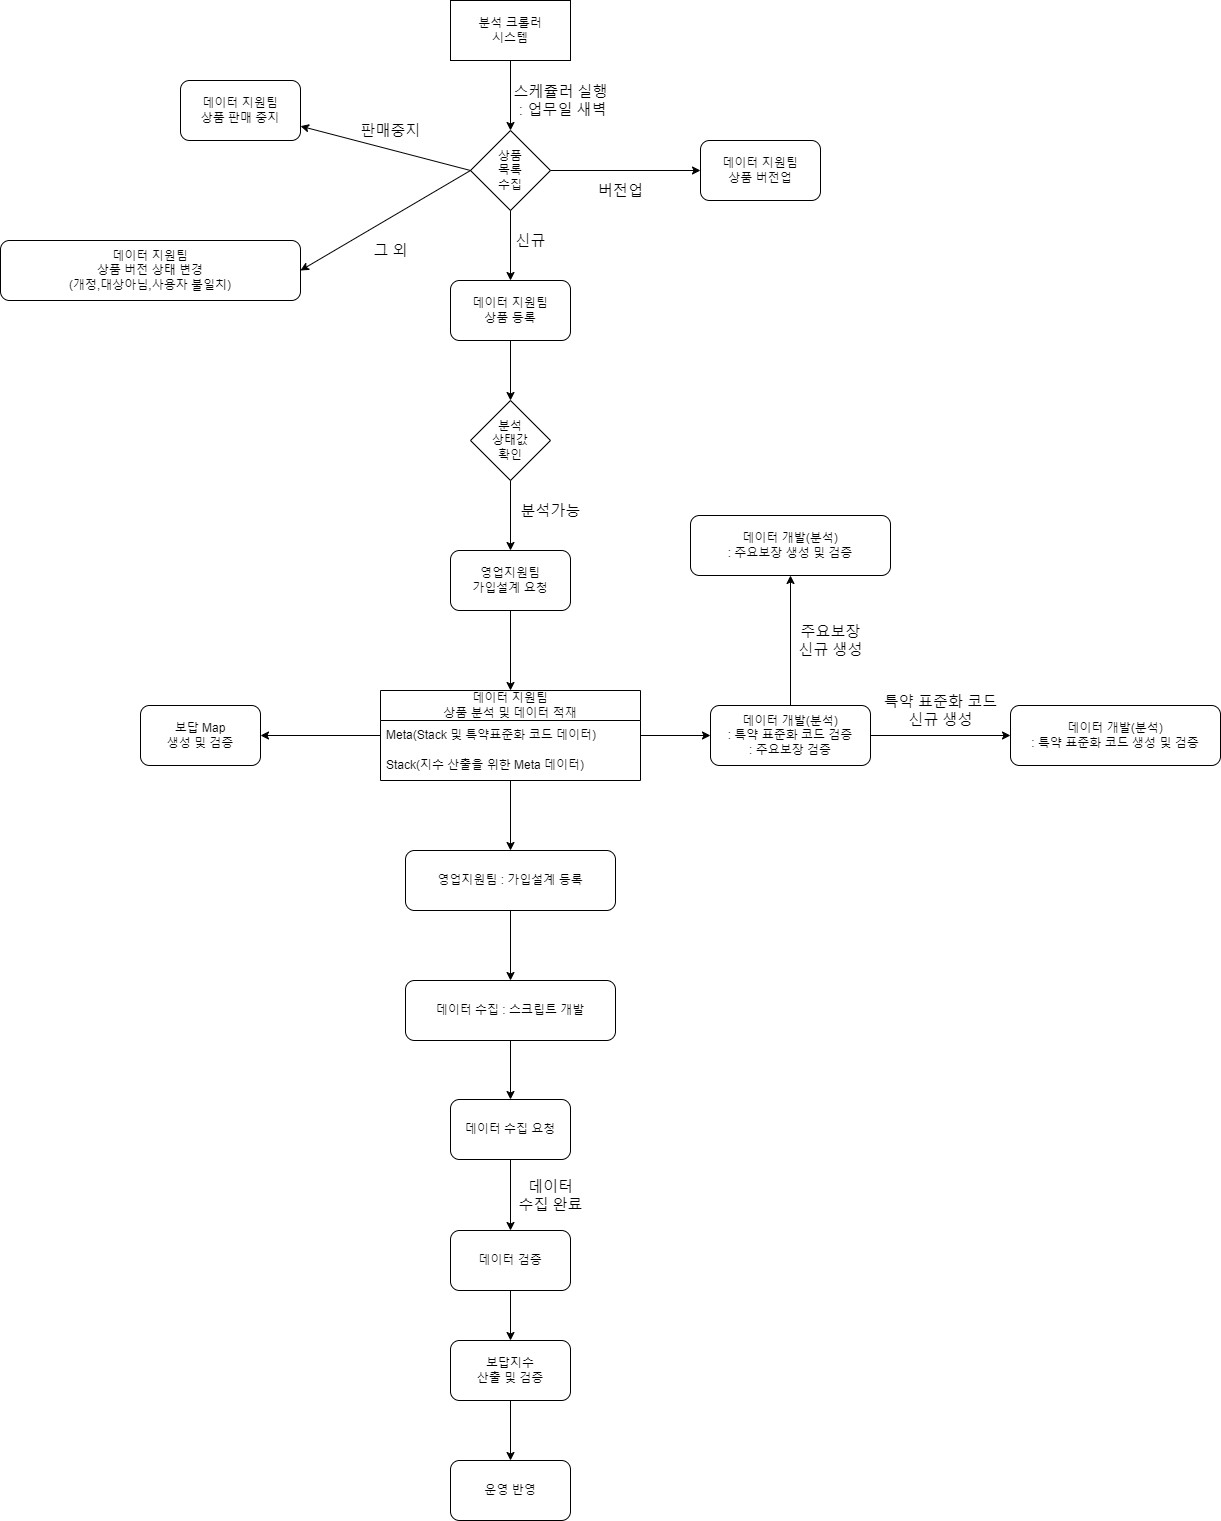 분석 크롤러
시스템
스케쥴러 실행
: 업무일 새벽
데이터 지원팀
상품 판매 중지
판매중지
상품
목록
수집
버전업
데이터 지원팀
상품 버전업
그 외
신규
데이터 지원팀
상품 버전 상태 변경
(개정,대상아님,사용자 불일치)
데이터 지원팀
상품 등록
분석
상태값
확인
분석가능
영업지원팀
가입설계 요청
데이터 개발(분석)
: 주요보장 생성 및 검증
주요보장
신규 생성
데이터 지원팀
상품 분석 및 데이터 적재
Meta(Stack 및 특약표준화 코드 데이터)
Stack(지수 산출을 위한 Meta 데이터)
보답 Map
생성 및 검증
데이터 개발(분석)
: 특약 표준화 코드 검증
: 주요보장 검증
특약 표준화 코드
신규 생성
데이터 개발(분석)
: 특약 표준화 코드 생성 및 검증
영업지원팀 : 가입설계 등록
데이터 수집 : 스크립트 개발
데이터 수집 요청
데이터
수집 완료
데이터 검증
보답지수
산출 및 검증
운영 반영